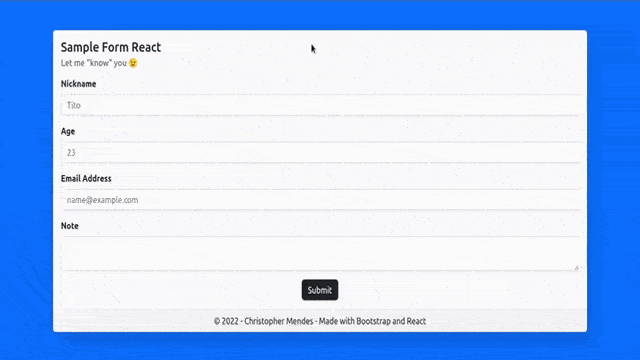 Sample Form React
Let me "know" you 😉
Nickname
Tito
Age
23
Email Address
name@example.com
Note
Submit
© 2022 - Christopher Mendes - Made with Bootstrap and React